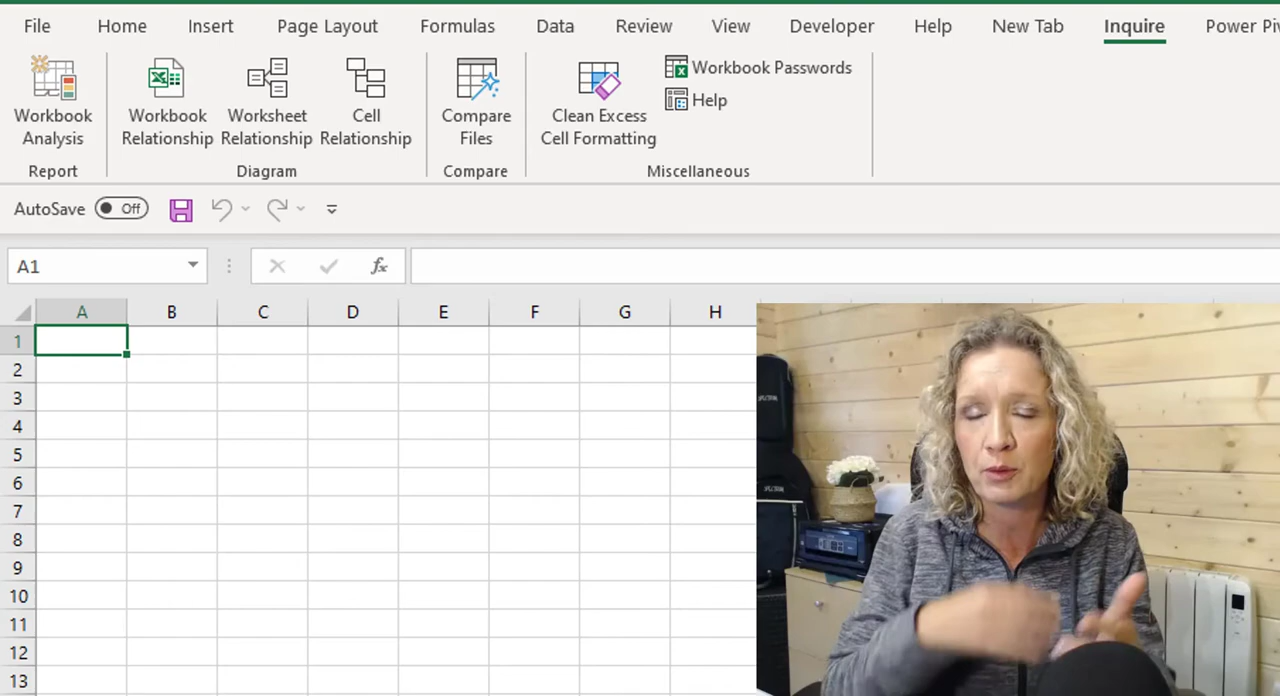 File Home Insert Page Layout Formulas Data Review View Developer Help New Tab Inquire Power Piv
Workbook Analysis
Workbook Relationship
Worksheet Relationship
Cell Relationship
Compare Files
Clean Excess Cell Formatting
Workbook Passwords
Help
Report Diagram Compare Miscellaneous
AutoSave Off
A1 fx
A B C D E F G H
1
2
3
4
5
6
7
8
9
10
11
12
13